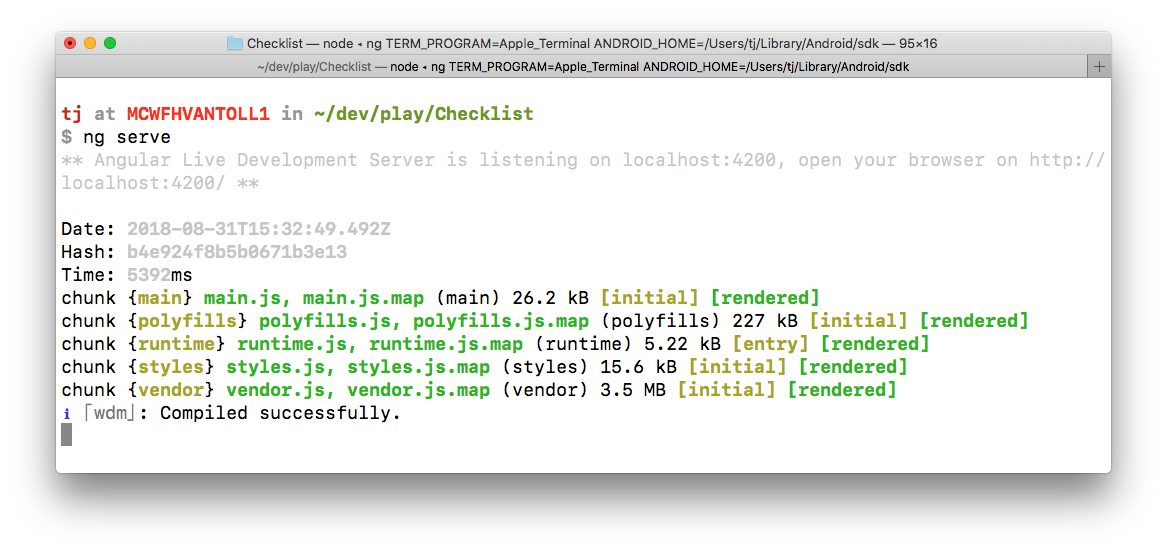 Checklist — node ◂ ng TERM_PROGRAM=Apple_Terminal ANDROID_HOME=/Users/tj/Library/Android/sdk — 95×16
~/dev/play/Checklist — node ◂ ng TERM_PROGRAM=Apple_Terminal ANDROID_HOME=/Users/tj/Library/Android/sdk
tj at MCWFHVANTOLL1 in ~/dev/play/Checklist
$ ng serve
** Angular Live Development Server is listening on localhost:4200, open your browser on http://
localhost:4200/ **
Date: 2018-08-31T15:32:49.492Z
Hash: b4e924f8b5b0671b3e13
Time: 5392ms
chunk {main} main.js, main.js.map (main) 26.2 kB [initial] [rendered]
chunk {polyfills} polyfills.js, polyfills.js.map (polyfills) 227 kB [initial] [rendered]
chunk {runtime} runtime.js, runtime.js.map (runtime) 5.22 kB [entry] [rendered]
chunk {styles} styles.js, styles.js.map (styles) 15.6 kB [initial] [rendered]
chunk {vendor} vendor.js, vendor.js.map (vendor) 3.5 MB [initial] [rendered]
ℹ ｢wdm｣: Compiled successfully.